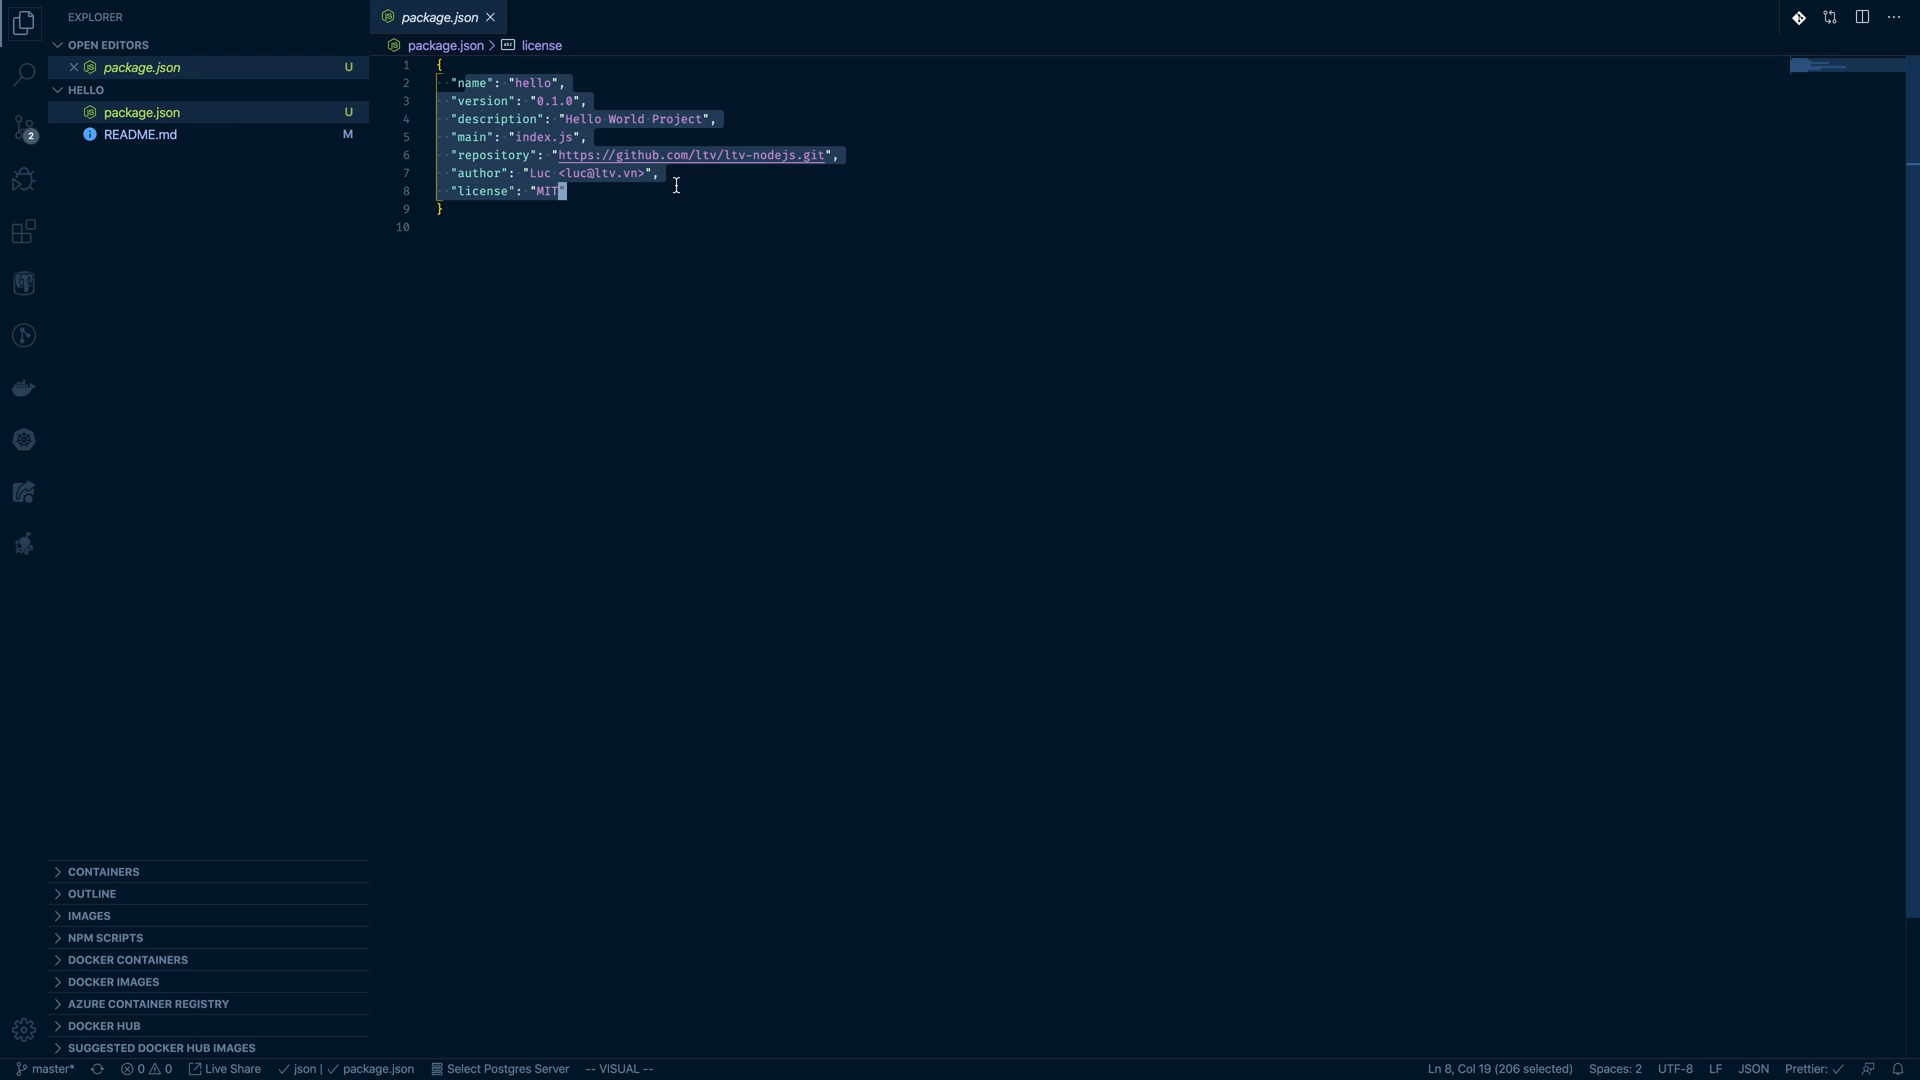 EXPLORER
OPEN EDITORS
package.json U
HELLO
package.json U
README.md M
2
CONTAINERS
OUTLINE
IMAGES
NPM SCRIPTS
DOCKER CONTAINERS
DOCKER IMAGES
AZURE CONTAINER REGISTRY
DOCKER HUB
SUGGESTED DOCKER HUB IMAGES
package.json
package.json > license
1 {
2 "name": "hello",
3 "version": "0.1.0",
4 "description": "Hello World Project",
5 "main": "index.js",
6 "repository": "https://github.com/ltv/ltv-nodejs.git",
7 "author": "Luc <luc@ltv.vn>",
8 "license": "MIT"
9 }
10
master* 0 0 Live Share ✓ json | ✓ package.json Select Postgres Server -- VISUAL -- Ln 8, Col 19 (206 selected) Spaces: 2 UTF-8 LF JSON Prettier: ✓